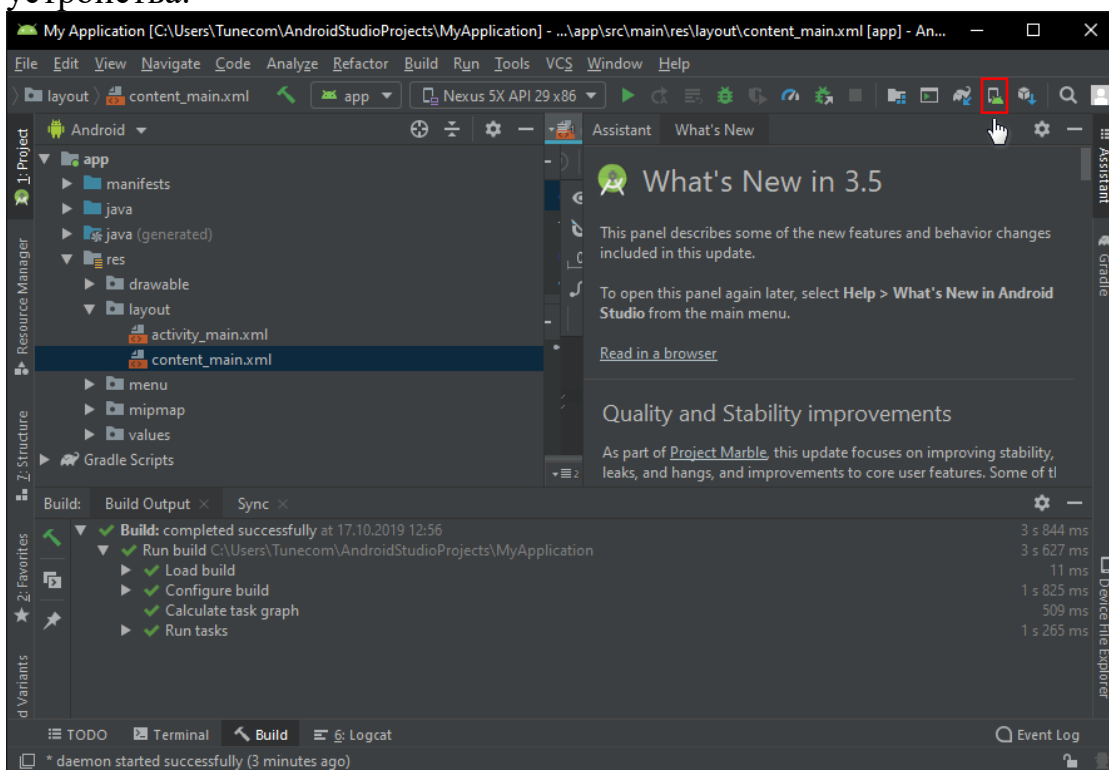 устройства.
My Application [C:\Users\Tunecom\AndroidStudioProjects\MyApplication] - ...\app\src\main\res\layout\content_main.xml [app] - An...
File Edit View Navigate Code Analyze Refactor Build Run Tools VCS Window Help
layout content_main.xml app Nexus 5X API 29 x86
1: Project
Resource Manager
7: Structure
2: Favorites
d Variants
Android
app
manifests
java
java (generated)
res
drawable
layout
activity_main.xml
content_main.xml
menu
mipmap
values
Gradle Scripts
2
Assistant What's New
What's New in 3.5
This panel describes some of the new features and behavior changes
included in this update.
To open this panel again later, select Help > What's New in Android
Studio from the main menu.
Read in a browser
Quality and Stability improvements
As part of Project Marble, this update focuses on improving stability,
leaks, and hangs, and improvements to core user features. Some of tl
Assistant
Gradle
Device File Explorer
Build: Build Output Sync
Build: completed successfully at 17.10.2019 12:56 3 s 844 ms
Run build C:\Users\Tunecom\AndroidStudioProjects\MyApplication 3 s 627 ms
Load build 11 ms
Configure build 1 s 825 ms
Calculate task graph 509 ms
Run tasks 1 s 265 ms
TODO Terminal Build 6: Logcat Event Log
* daemon started successfully (3 minutes ago)